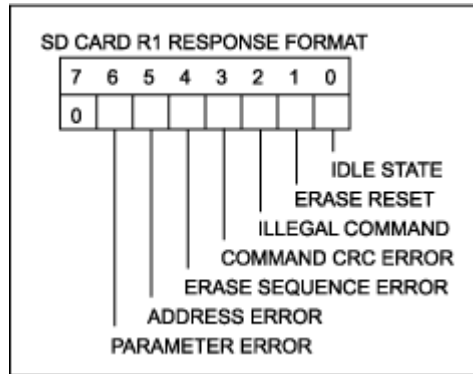 SD CARD R1 RESPONSE FORMAT
7 6 5 4 3 2 1 0
0
IDLE STATE
ERASE RESET
ILLEGAL COMMAND
COMMAND CRC ERROR
ERASE SEQUENCE ERROR
ADDRESS ERROR
PARAMETER ERROR